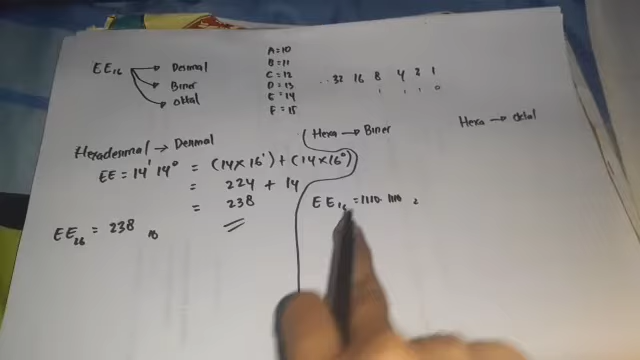 EE16 → Desimal
→ Biner
→ oktal
A=10
B=11
C=12
D=13
E=14
F=15
..32 16 8 4 2 1
1 1 1 0
Hexadesimal → Desimal
EE = 14¹ 14⁰ = (14 x 16¹) + (14 x 16⁰)
= 224 + 14
= 238
EE16 = 238 10
Hexa → Biner
EE16 = 1110 1110 2
Hexa → oktal